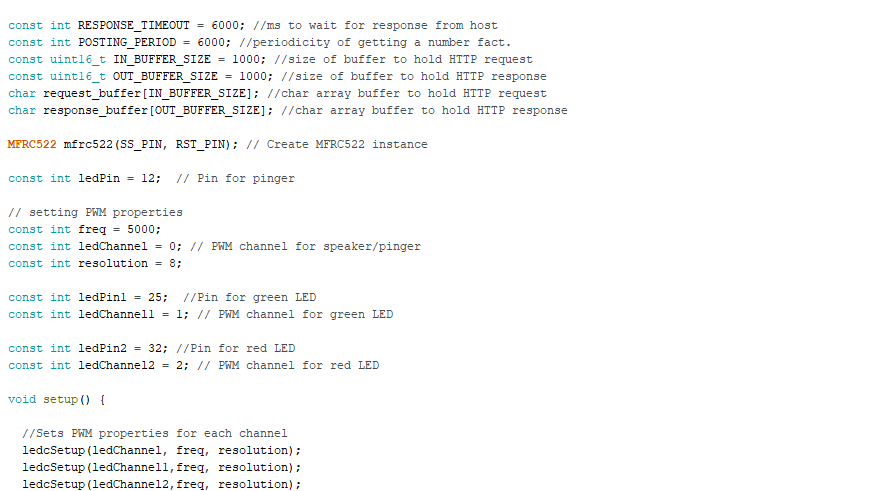 const int RESPONSE_TIMEOUT = 6000; //ms to wait for response from host
const int POSTING_PERIOD = 6000; //periodicity of getting a number fact.
const uint16_t IN_BUFFER_SIZE = 1000; //size of buffer to hold HTTP request
const uint16_t OUT_BUFFER_SIZE = 1000; //size of buffer to hold HTTP response
char request_buffer[IN_BUFFER_SIZE]; //char array buffer to hold HTTP request
char response_buffer[OUT_BUFFER_SIZE]; //char array buffer to hold HTTP response
MFRC522 mfrc522(SS_PIN, RST_PIN); // Create MFRC522 instance
const int ledPin = 12;  // Pin for pinger
// setting PWM properties
const int freq = 5000;
const int ledChannel = 0; // PWM channel for speaker/pinger
const int resolution = 8;
const int ledPin1 = 25;  //Pin for green LED
const int ledChannel1 = 1; // PWM channel for green LED
const int ledPin2 = 32; //Pin for red LED
const int ledChannel2 = 2; // PWM channel for red LED
void setup() {
  //Sets PWM properties for each channel
  ledcSetup(ledChannel, freq, resolution);
  ledcSetup(ledChannel1,freq, resolution);
  ledcSetup(ledChannel2,freq, resolution);